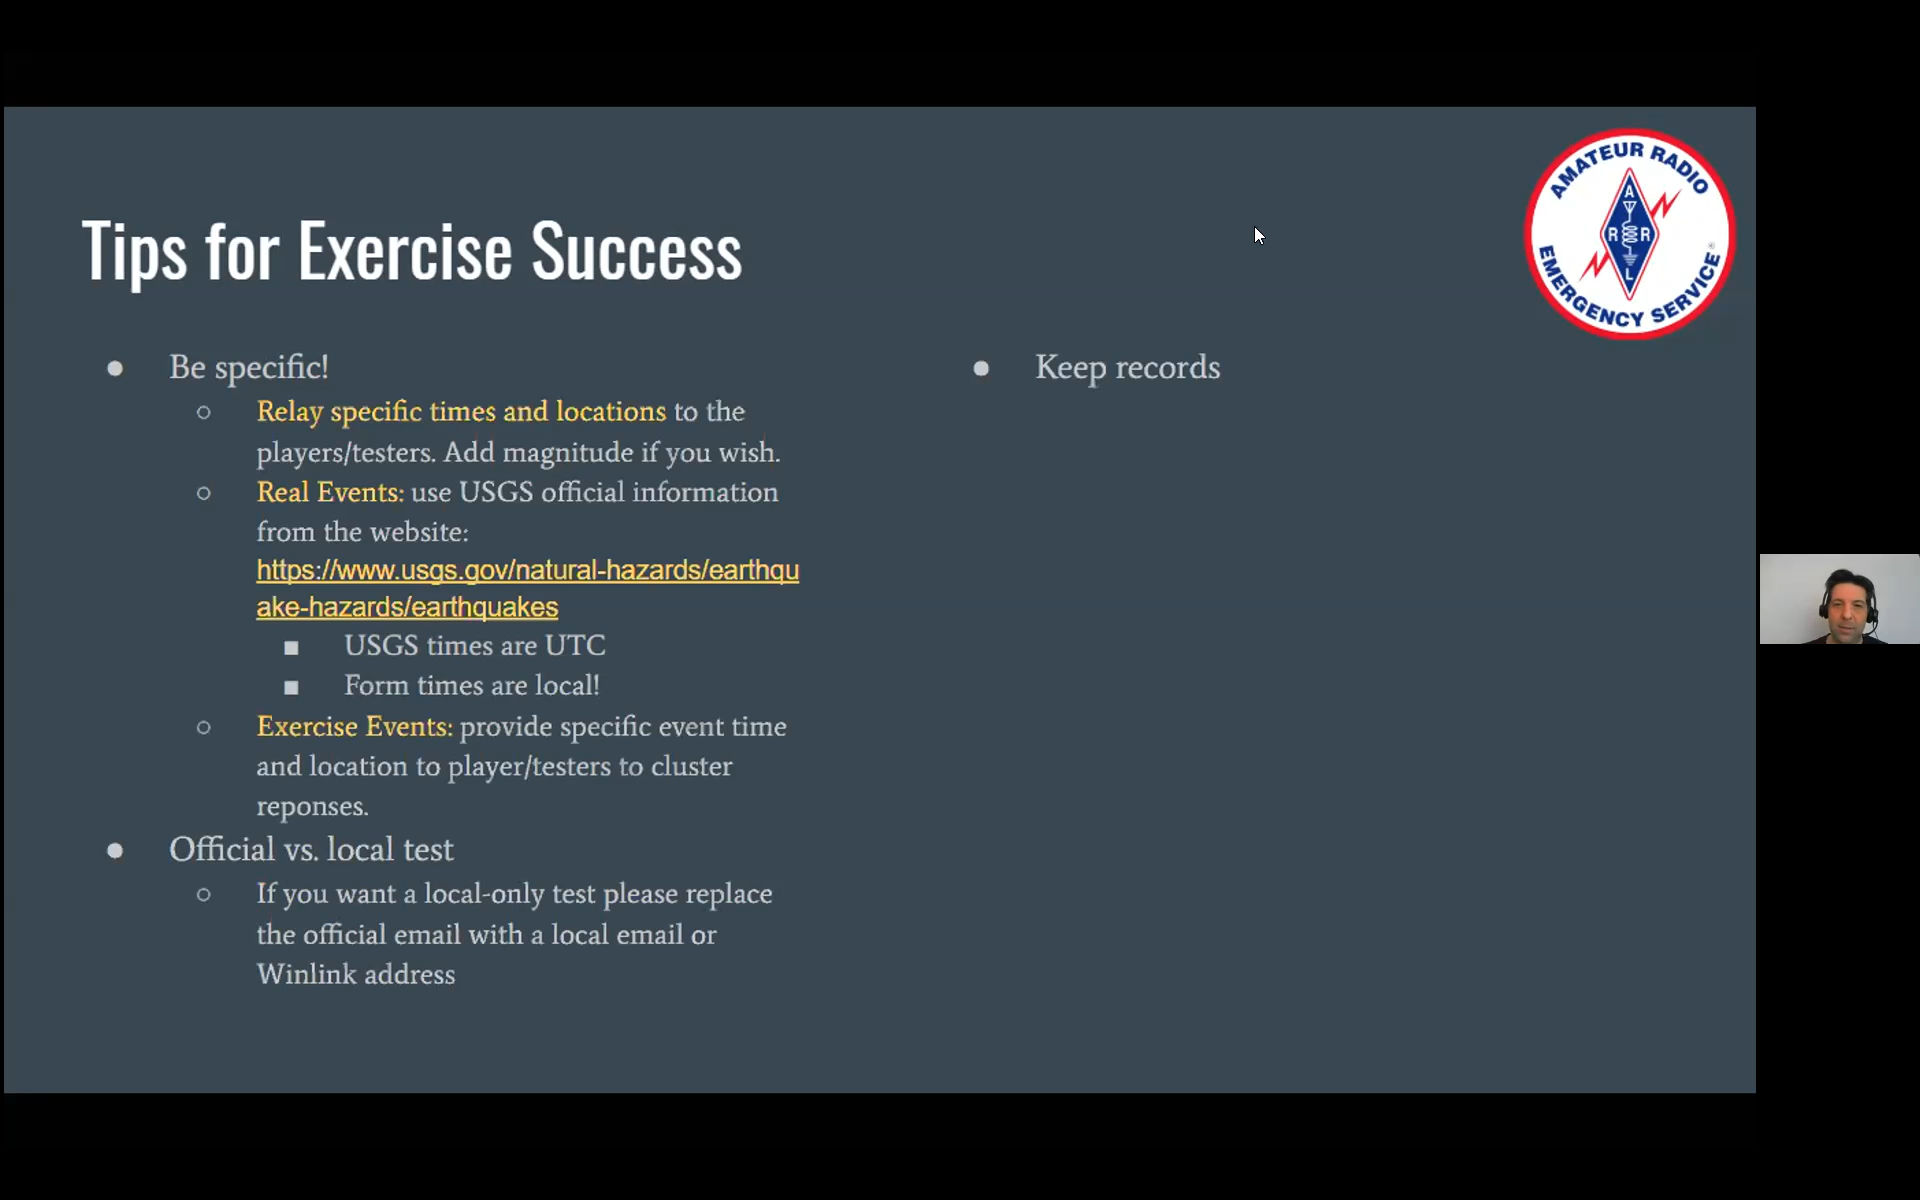 Tips for Exercise Success
Be specific!
Relay specific times and locations to the
players/testers. Add magnitude if you wish.
Real Events: use USGS official information
from the website:
https://www.usgs.gov/natural-hazards/earthqu
ake-hazards/earthquakes
USGS times are UTC
Form times are local!
Exercise Events: provide specific event time
and location to player/testers to cluster
reponses.
Official vs. local test
If you want a local-only test please replace
the official email with a local email or
Winlink address
Keep records
AMATEUR RADIO
A
R R
L
EMERGENCY SERVICE
®